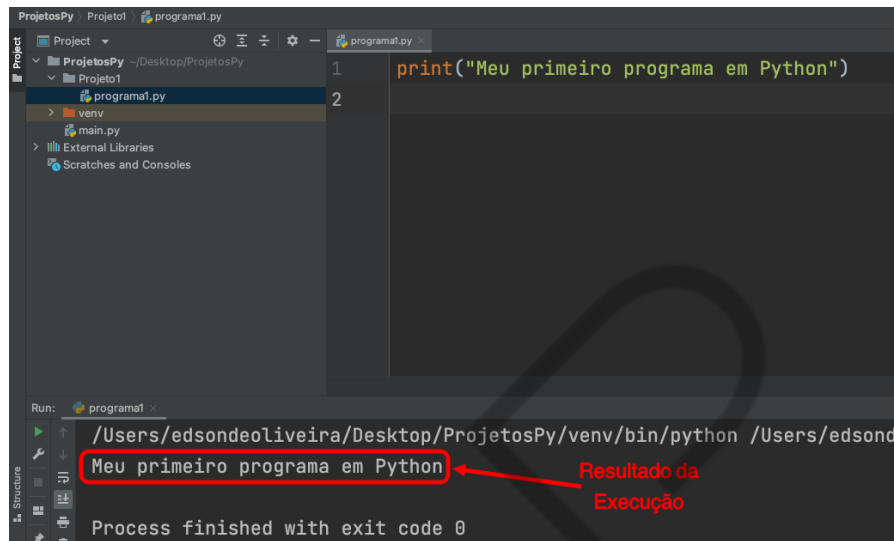 ProjetosPy Projeto1 programa1.py
Project
Project
programa1.py
ProjetosPy ~/Desktop/ProjetosPy
Projeto1
programa1.py
venv
main.py
External Libraries
Scratches and Consoles
1 print("Meu primeiro programa em Python")
2
Run: programa1
/Users/edsondeoliveira/Desktop/ProjetosPy/venv/bin/python /Users/edsond
Meu primeiro programa em Python
Resultado da
Execução
Process finished with exit code 0
Structure